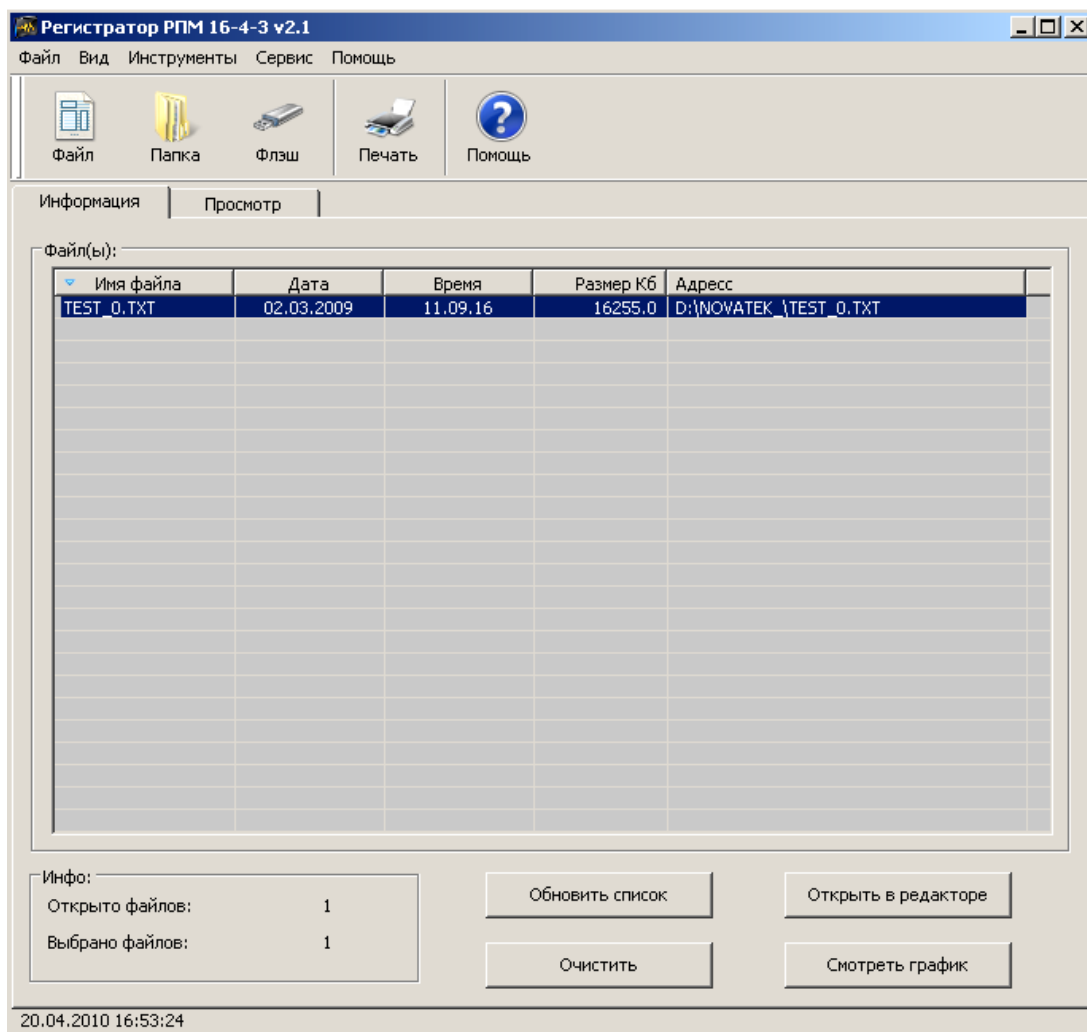 Регистратор РПМ 16-4-3 v2.1
Файл Вид Инструменты Сервис Помощь
Файл Папка Флэш Печать Помощь
Информация Просмотр
Файл(ы):
Имя файла Дата Время Размер Кб Адресс
TEST_0.TXT 02.03.2009 11.09.16 16255.0 D:\NOVATEK_\TEST_0.TXT
Инфо:
Открыто файлов: 1
Выбрано файлов: 1
Обновить список Открыть в редакторе
Очистить Смотреть график
20.04.2010 16:53:24